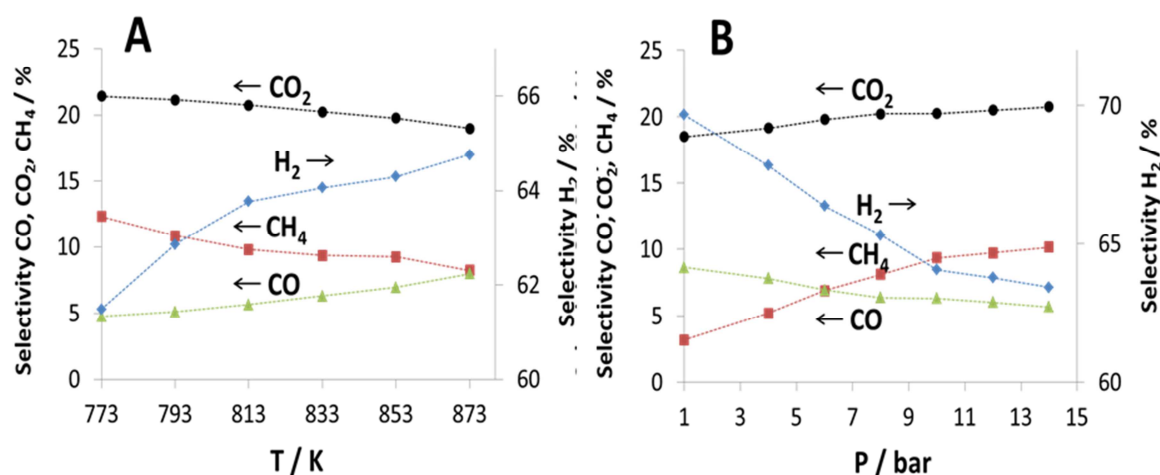 A
Selectivity CO, CO2, CH4 / %
25
20
15
10
5
0
← CO2
H2 →
← CH4
← CO
66
64
62
60
Selectivity H2 / %
773 793 813 833 853 873
T / K
B
Selectivity CO, CO2, CH4 / %
25
20
15
10
5
0
← CO2
H2 →
← CH4
← CO
70
65
60
Selectivity H2 / %
1 3 5 7 9 11 13 15
P / bar